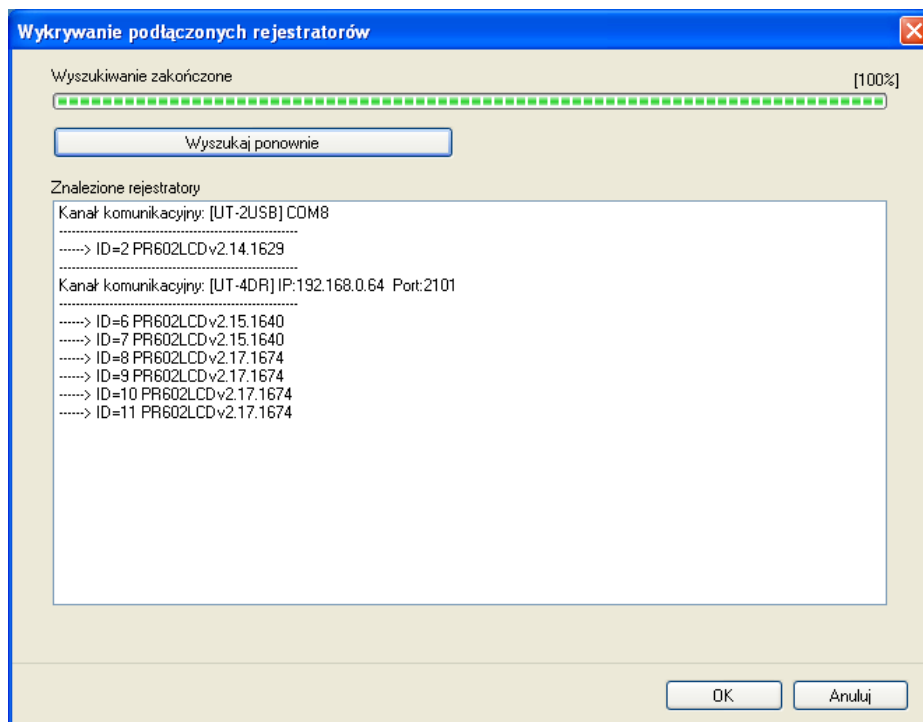 Wykrywanie podłączonych rejestratorów
Wyszukiwanie zakończone
[100%]
Wyszukaj ponownie
Znalezione rejestratory
Kanał komunikacyjny: [UT-2USB] COM8
------------------------------------------------------
------> ID=2 PR602LCDv2.14.1629
------------------------------------------------------
Kanał komunikacyjny: [UT-4DR] IP:192.168.0.64 Port:2101
------------------------------------------------------
------> ID=6 PR602LCDv2.15.1640
------> ID=7 PR602LCDv2.15.1640
------> ID=8 PR602LCDv2.17.1674
------> ID=9 PR602LCDv2.17.1674
------> ID=10 PR602LCDv2.17.1674
------> ID=11 PR602LCDv2.17.1674
OK
Anuluj